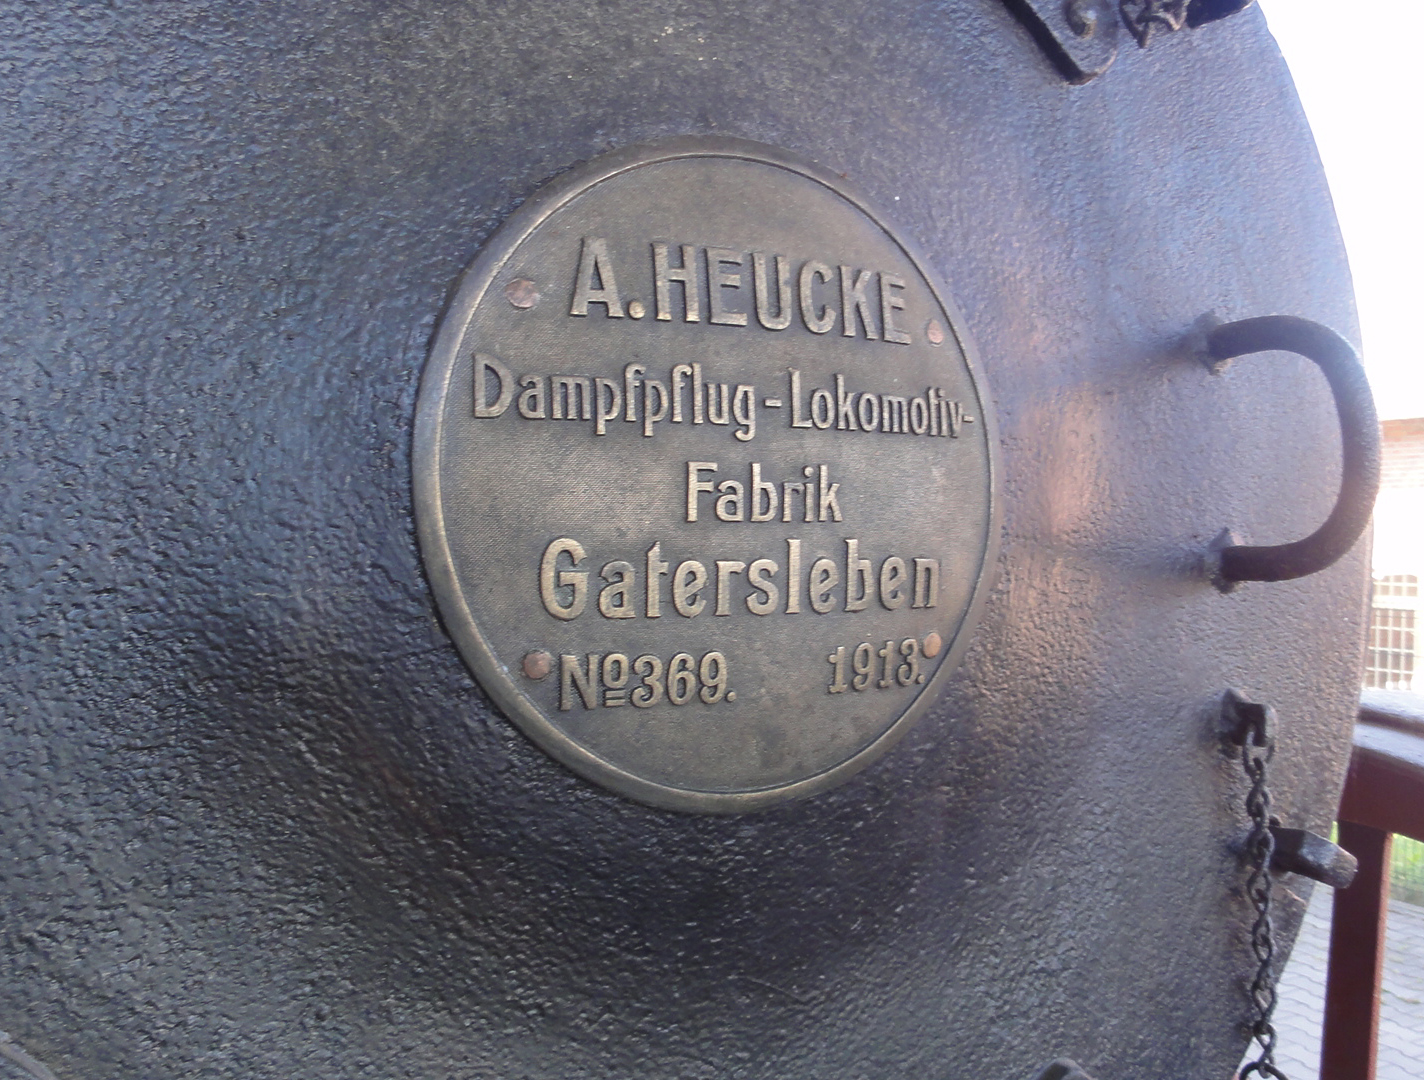 A. HEUCKE
Dampfpflug-Lokomotiv-
Fabrik
Gatersleben
№369. 1913.